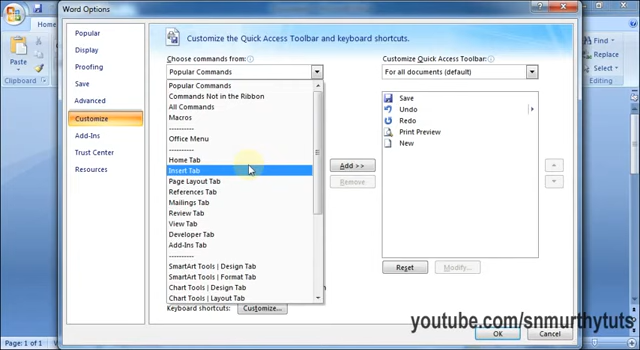 Word Options
Home
Paste
Clipboard
Find
Replace
Select
Editing
Popular
Display
Proofing
Save
Advanced
Customize
Add-Ins
Trust Center
Resources
Customize the Quick Access Toolbar and keyboard shortcuts.
Choose commands from:
Popular Commands
Popular Commands
Commands Not in the Ribbon
All Commands
Macros
----------
Office Menu
----------
Home Tab
Insert Tab
Page Layout Tab
References Tab
Mailings Tab
Review Tab
View Tab
Developer Tab
Add-Ins Tab
----------
SmartArt Tools | Design Tab
SmartArt Tools | Format Tab
Chart Tools | Design Tab
Chart Tools | Layout Tab
Keyboard shortcuts: Customize...
Add >>
Remove
Customize Quick Access Toolbar:
For all documents (default)
Save
Undo
Redo
Print Preview
New
Reset
Modify...
youtube.com/snmurthytuts
OK
Cancel
Page: 1 of 1